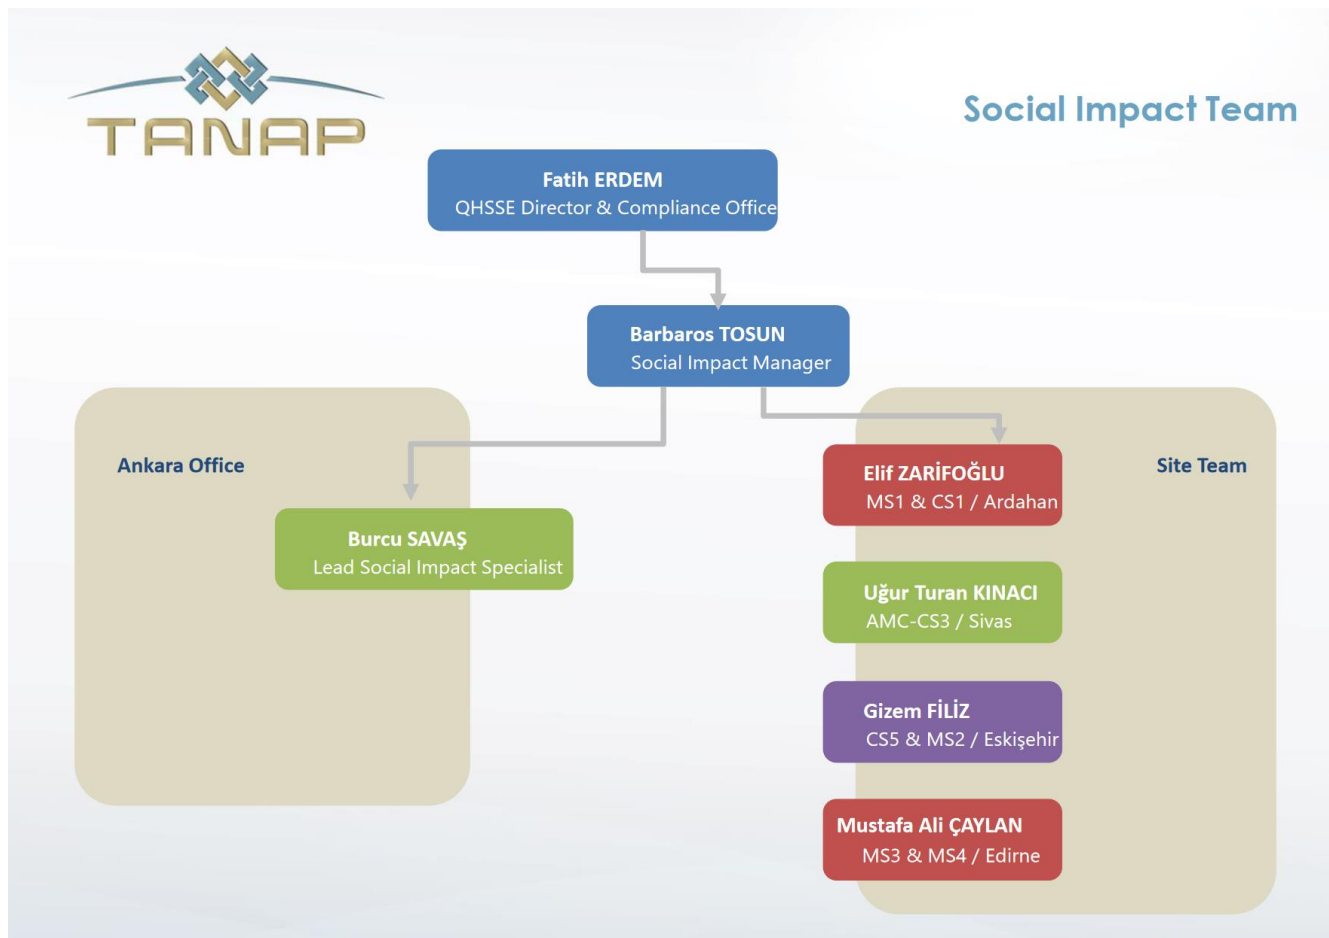 TANAP
Social Impact Team
Fatih ERDEM
QHSSE Director & Compliance Office
Barbaros TOSUN
Social Impact Manager
Ankara Office
Burcu SAVAŞ
Lead Social Impact Specialist
Site Team
Elif ZARİFOĞLU
MS1 & CS1 / Ardahan
Uğur Turan KINACI
AMC-CS3 / Sivas
Gizem FİLİZ
CS5 & MS2 / Eskişehir
Mustafa Ali ÇAYLAN
MS3 & MS4 / Edirne